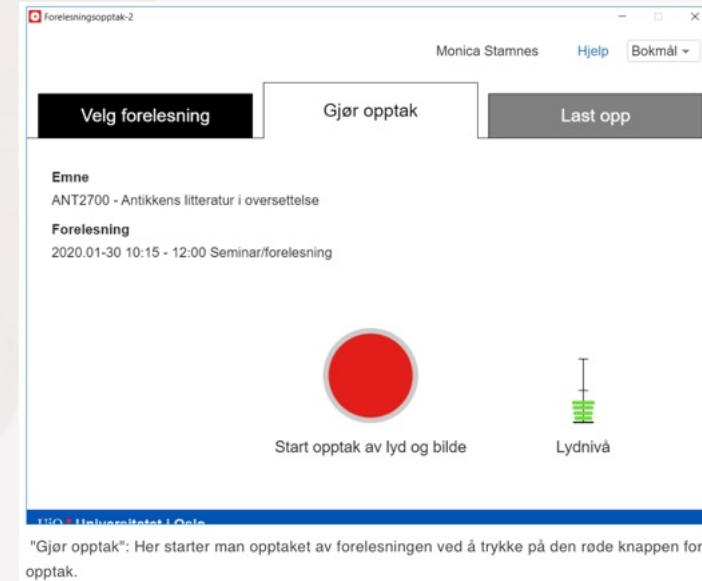 Forelesningsopptak-2
Monica Stamnes Hjelp Bokmål
Velg forelesning Gjør opptak Last opp
Emne
ANT2700 - Antikkens litteratur i oversettelse
Forelesning
2020.01-30 10:15 - 12:00 Seminar/forelesning
Start opptak av lyd og bilde Lydnivå
UiO Universitetet i Oslo
"Gjør opptak": Her starter man opptaket av forelesningen ved å trykke på den røde knappen for
opptak.